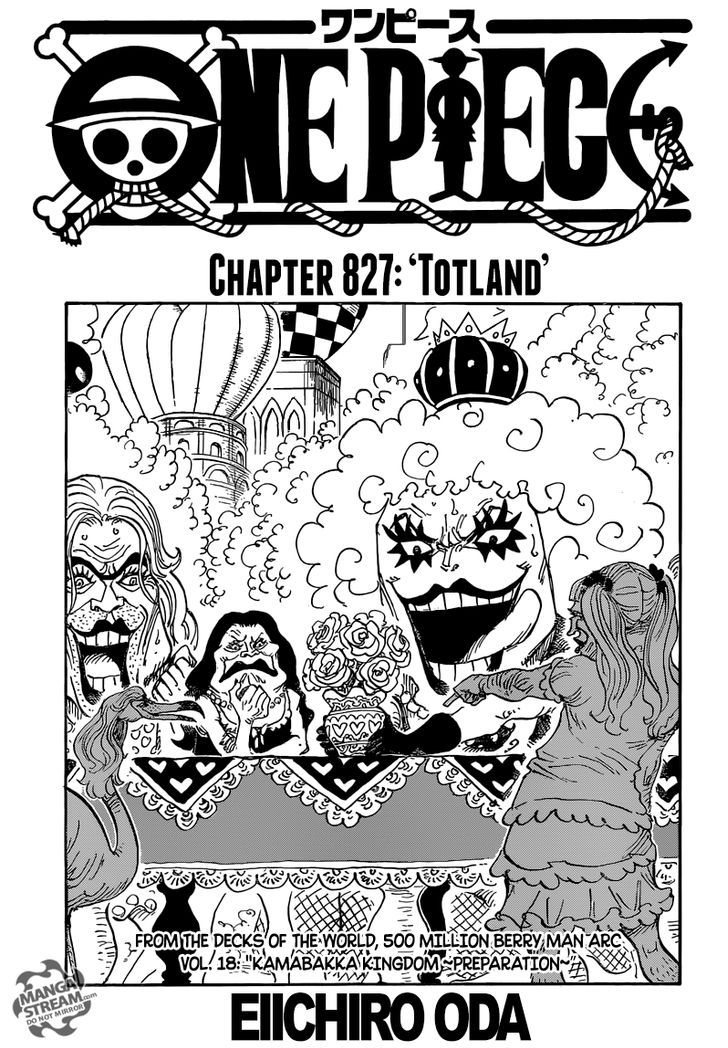 ワンピース
ONE PIECE
CHAPTER 827: ‘TOTLAND’
FROM THE DECKS OF THE WORLD, 500 MILLION BERRY MAN ARC
VOL. 18: "KAMABAKKA KINGDOM ~PREPARATION~"
MANGA
STREAM.com
DO NOT MIRROR
EIICHIRO ODA